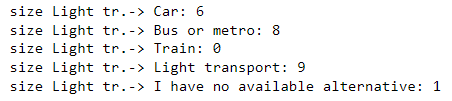 size Light tr.-> Car: 6
size Light tr.-> Bus or metro: 8
size Light tr.-> Train: 0
size Light tr.-> Light transport: 9
size Light tr.-> I have no available alternative: 1